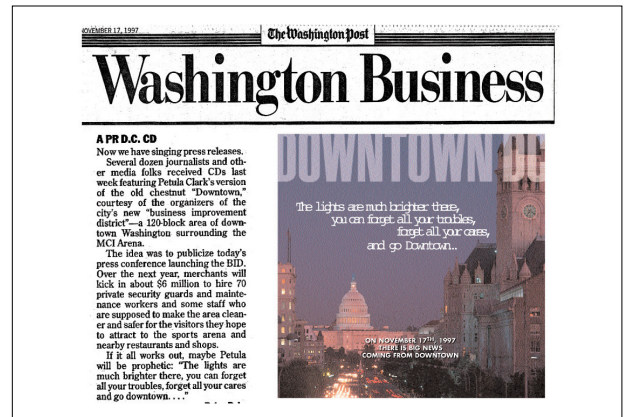 NOVEMBER 17, 1997
The Washington Post
Washington Business
A PR D.C. CD
Now we have singing press releases.
Several dozen journalists and oth-
er media folks received CDs last
week featuring Petula Clark's version
of the old chestnut "Downtown,"
courtesy of the organizers of the
city's new "business improvement
district"—a 120-block area of down-
town Washington surrounding the
MCI Arena.
The idea was to publicize today's
press conference launching the BID.
Over the next year, merchants will
kick in about $6 million to hire 70
private security guards and mainte-
nance workers and some staff who
are supposed to make the area clean-
er and safer for the visitors they hope
to attract to the sports arena and
nearby restaurants and shops.
If it all works out, maybe Petula
will be prophetic: "The lights are
much brighter there, you can forget
all your troubles, forget all your cares
and go downtown. . . ."
DOWNTOWN DC
The lights are much brighter there,
you can forget all your troubles,
forget all your cares,
and go Downtown...
ON NOVEMBER 17TH, 1997
THERE IS BIG NEWS
COMING FROM DOWNTOWN